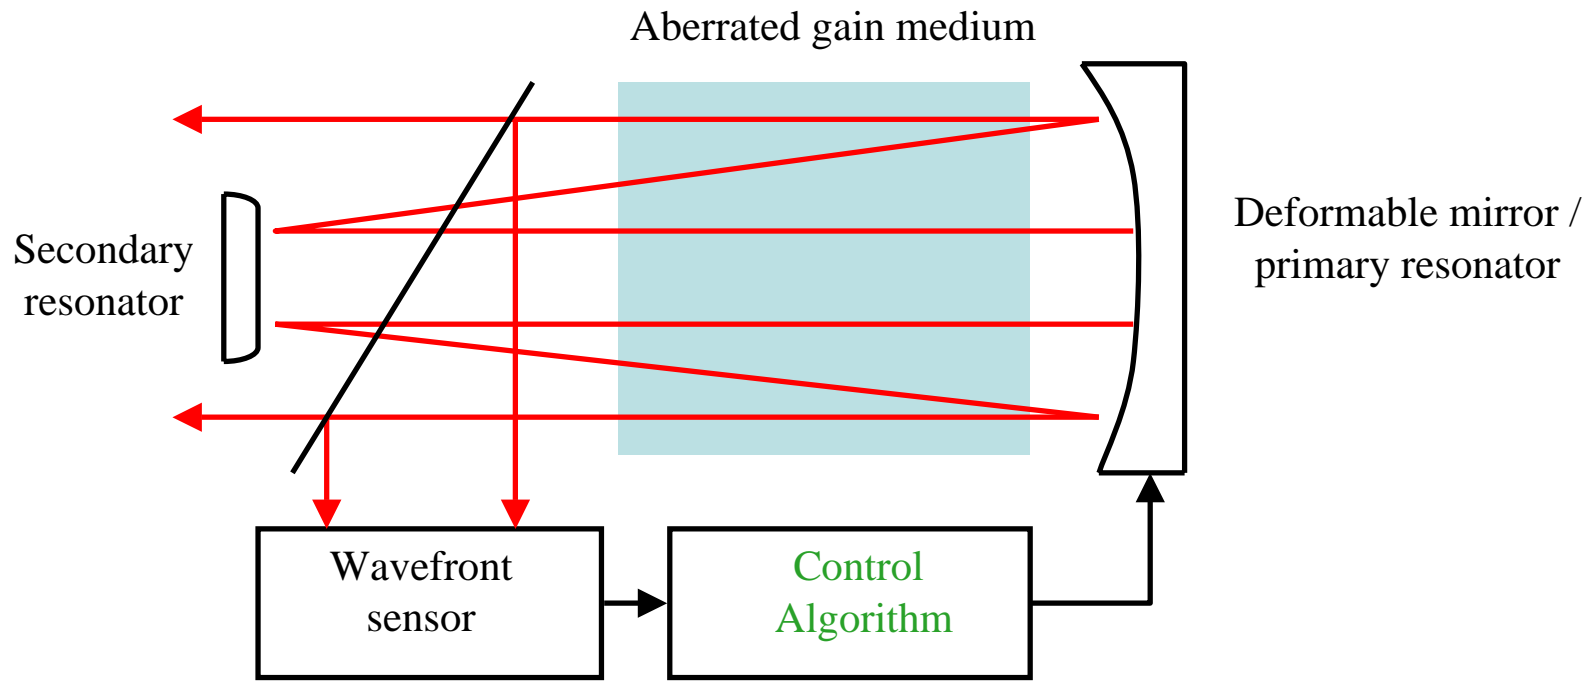 Aberrated gain medium
Secondary
resonator
Deformable mirror /
primary resonator
Wavefront
sensor
Control
Algorithm